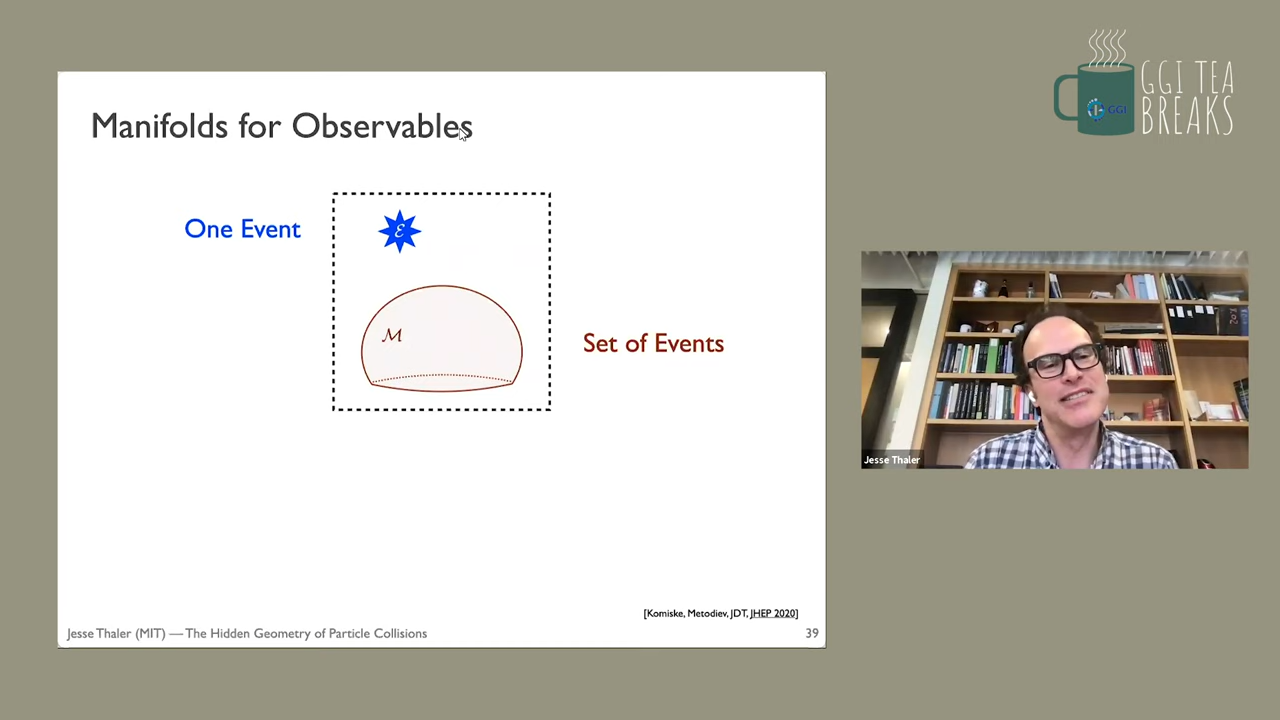 GGI TEA
BREAKS
GGI
Manifolds for Observables
One Event
ℰ
ℳ
Set of Events
[Komiske, Metodiev, JDT, JHEP 2020]
Jesse Thaler (MIT) — The Hidden Geometry of Particle Collisions
39
Jesse Thaler